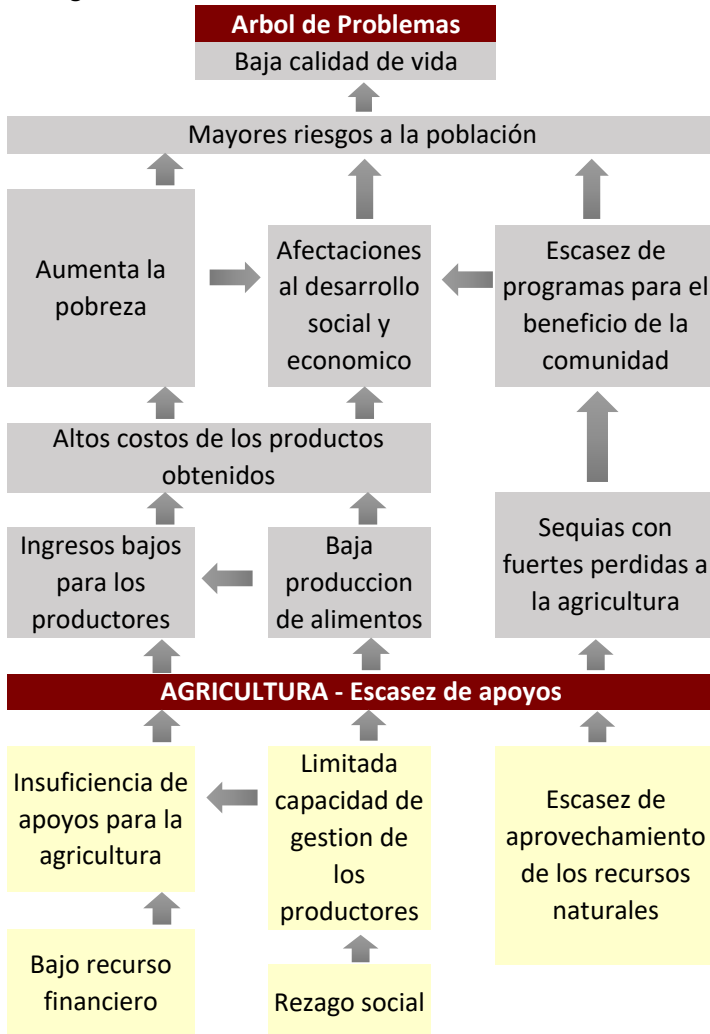 Arbol de Problemas
Baja calidad de vida
Mayores riesgos a la población
Aumenta la
pobreza
Afectaciones
al desarrollo
social y
economico
Escasez de
programas para el
beneficio de la
comunidad
Altos costos de los productos
obtenidos
Ingresos bajos
para los
productores
Baja
produccion
de alimentos
Sequias con
fuertes perdidas a
la agricultura
AGRICULTURA - Escasez de apoyos
Insuficiencia de
apoyos para la
agricultura
Limitada
capacidad de
gestion de
los
productores
Escasez de
aprovechamiento
de los recursos
naturales
Bajo recurso
financiero
Rezago social